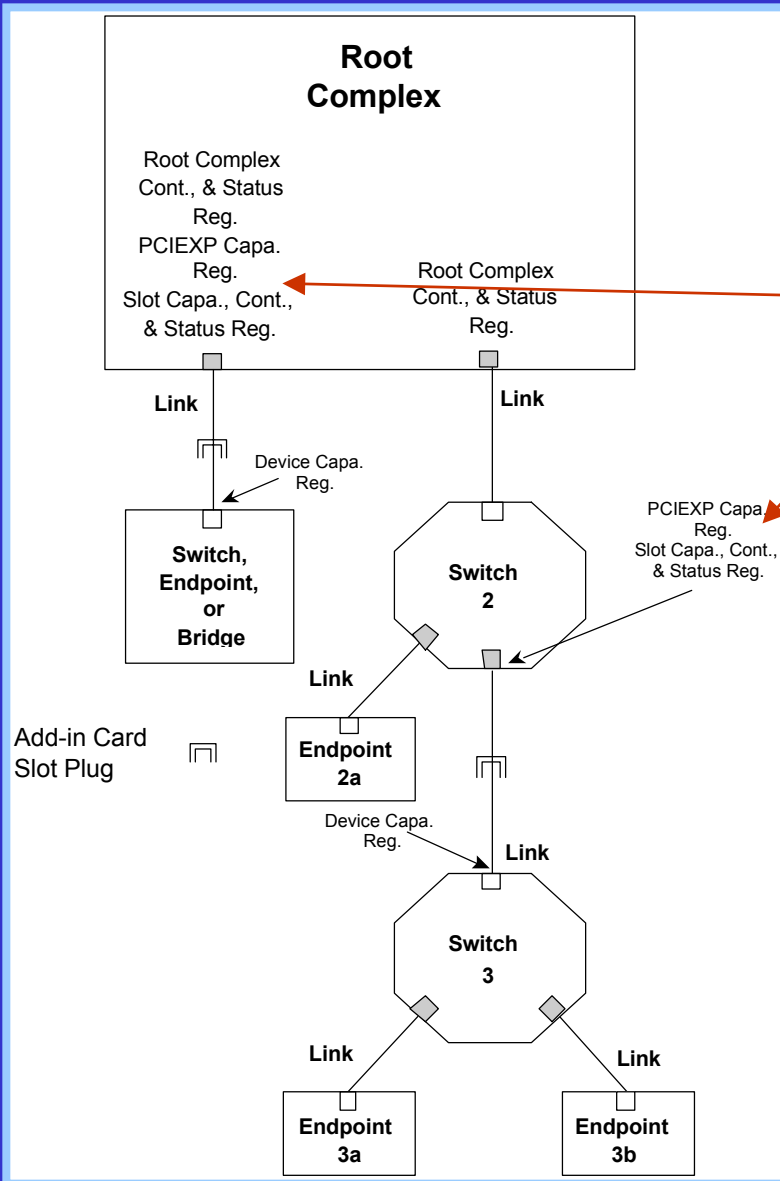 Root
Complex
Root Complex
Cont., & Status
Reg.
PCIEXP Capa.
Reg.
Slot Capa., Cont.,
& Status Reg.
Root Complex
Cont., & Status
Reg.
Link
Link
Device Capa.
Reg.
PCIEXP Capa.
Reg.
Slot Capa., Cont.,
& Status Reg.
Switch,
Endpoint,
or
Bridge
Switch
2
Link
Add-in Card
Slot Plug
Endpoint
2a
Device Capa.
Reg.
Link
Switch
3
Link
Link
Endpoint
3a
Endpoint
3b